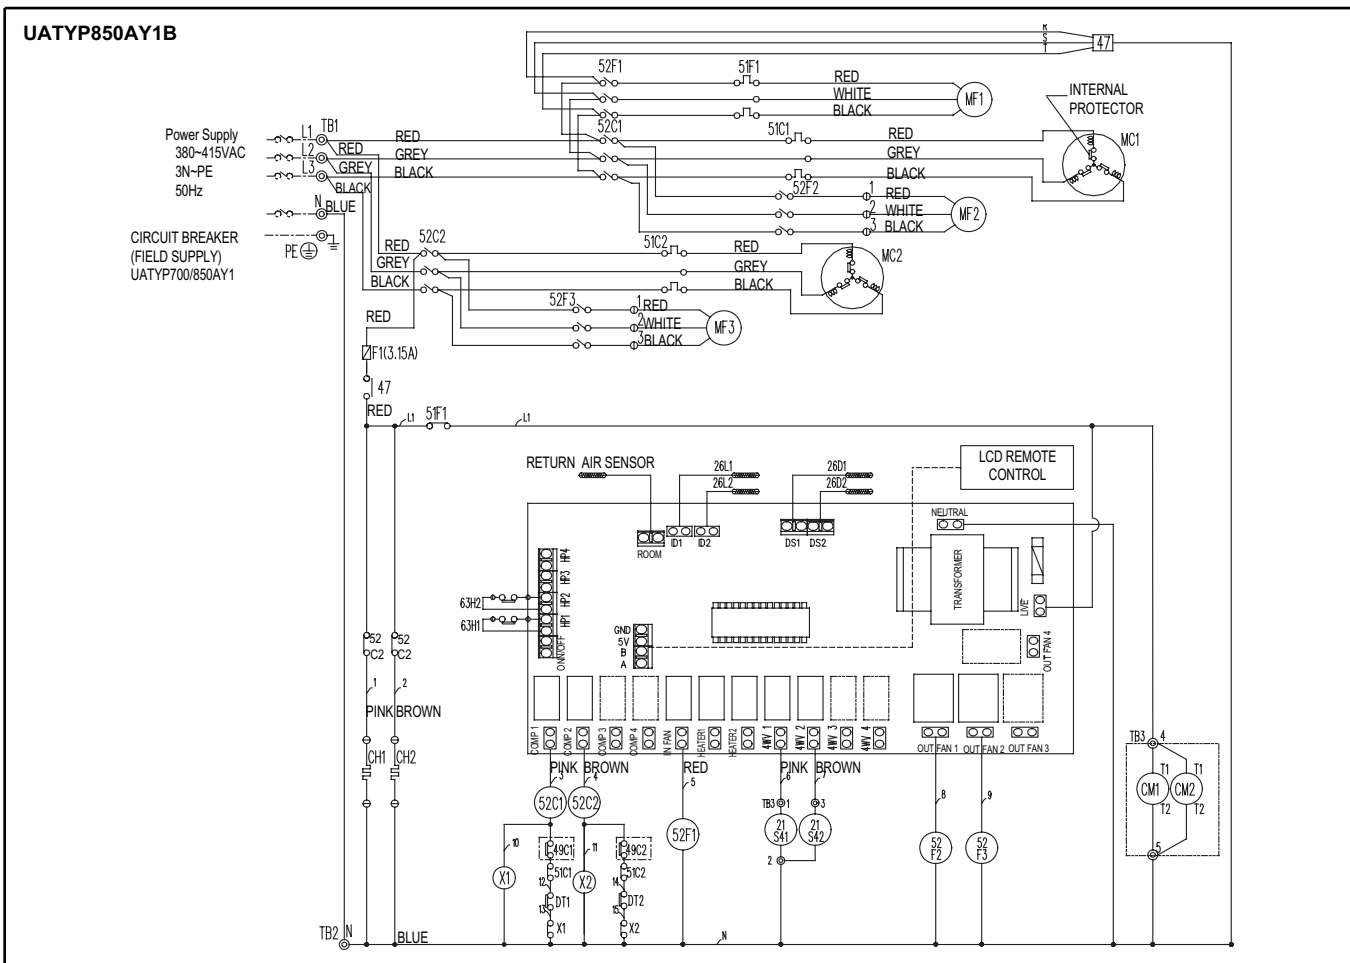 UATYP850AY1B
R
S
T
47
52F1
51F1
RED
WHITE
BLACK
MF1
INTERNAL
PROTECTOR
MC1
Power Supply
380~415VAC
3N~PE
50Hz
L1
L2
L3
N
TB1
RED
GREY
BLACK
BLUE
RED
GREY
BLACK
52C1
51C1
RED
GREY
BLACK
52F2
1
2
3
RED
WHITE
BLACK
MF2
CIRCUIT BREAKER
(FIELD SUPPLY)
UATYP700/850AY1
PE
RED
GREY
BLACK
52C2
51C2
RED
GREY
BLACK
MC2
52F3
1
2
3
RED
WHITE
BLACK
MF3
RED
F1(3.15A)
47
RED
L1
51F1
L1
RETURN AIR SENSOR
26L1
26L2
26D1
26D2
LCD REMOTE
CONTROL
NEUTRAL
ROOM
ID1
ID2
DS1
DS2
TRANSFORMER
LIVE
OUT FAN 4
HP4
HP3
HP2
HP1
ONN/OFF
63H2
63H1
GND
5V
B
A
52
C2
52
C2
1
2
PINK
BROWN
CH1
CH2
COMP 1
COMP 2
COMP 3
COMP 4
IN FAN
HEATER1
HEATER2
4WV 1
4WV 2
4WV 3
4WV 4
OUT FAN 1
OUT FAN 2
OUT FAN 3
PINK
BROWN
RED
PINK
BROWN
3
4
5
6
7
8
9
52C1
52C2
52F1
TB3
1
3
21
S41
21
S42
2
52
F2
52
F3
TB3
4
T1
T1
CM1
CM2
T2
T2
5
10
X1
49C1
51C1
12
DT1
13
X1
11
X2
49C2
51C2
14
DT2
15
X2
TB2
N
BLUE
N